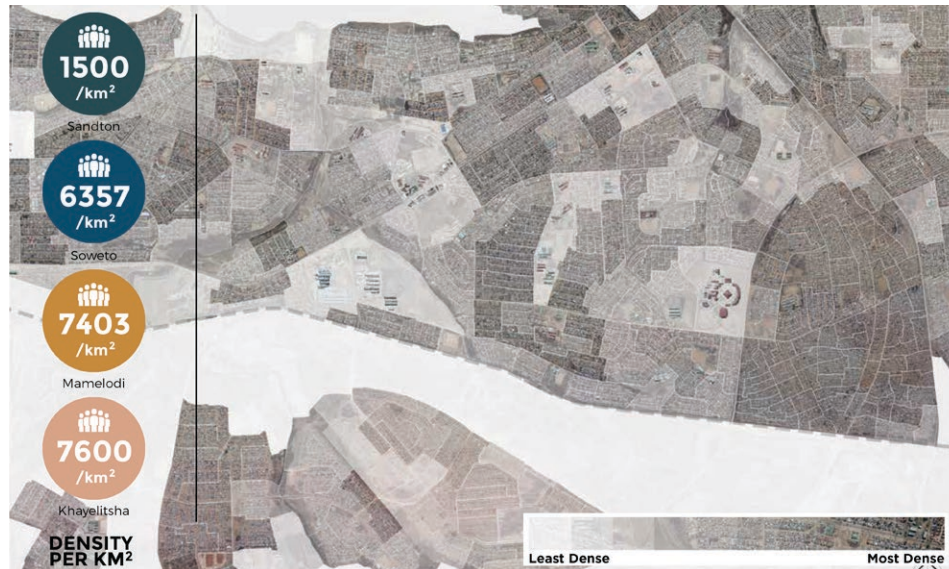 1500
/km²
Sandton
6357
/km²
Soweto
7403
/km²
Mamelodi
7600
/km²
Khayelitsha
DENSITY
PER KM²
Least Dense Most Dense